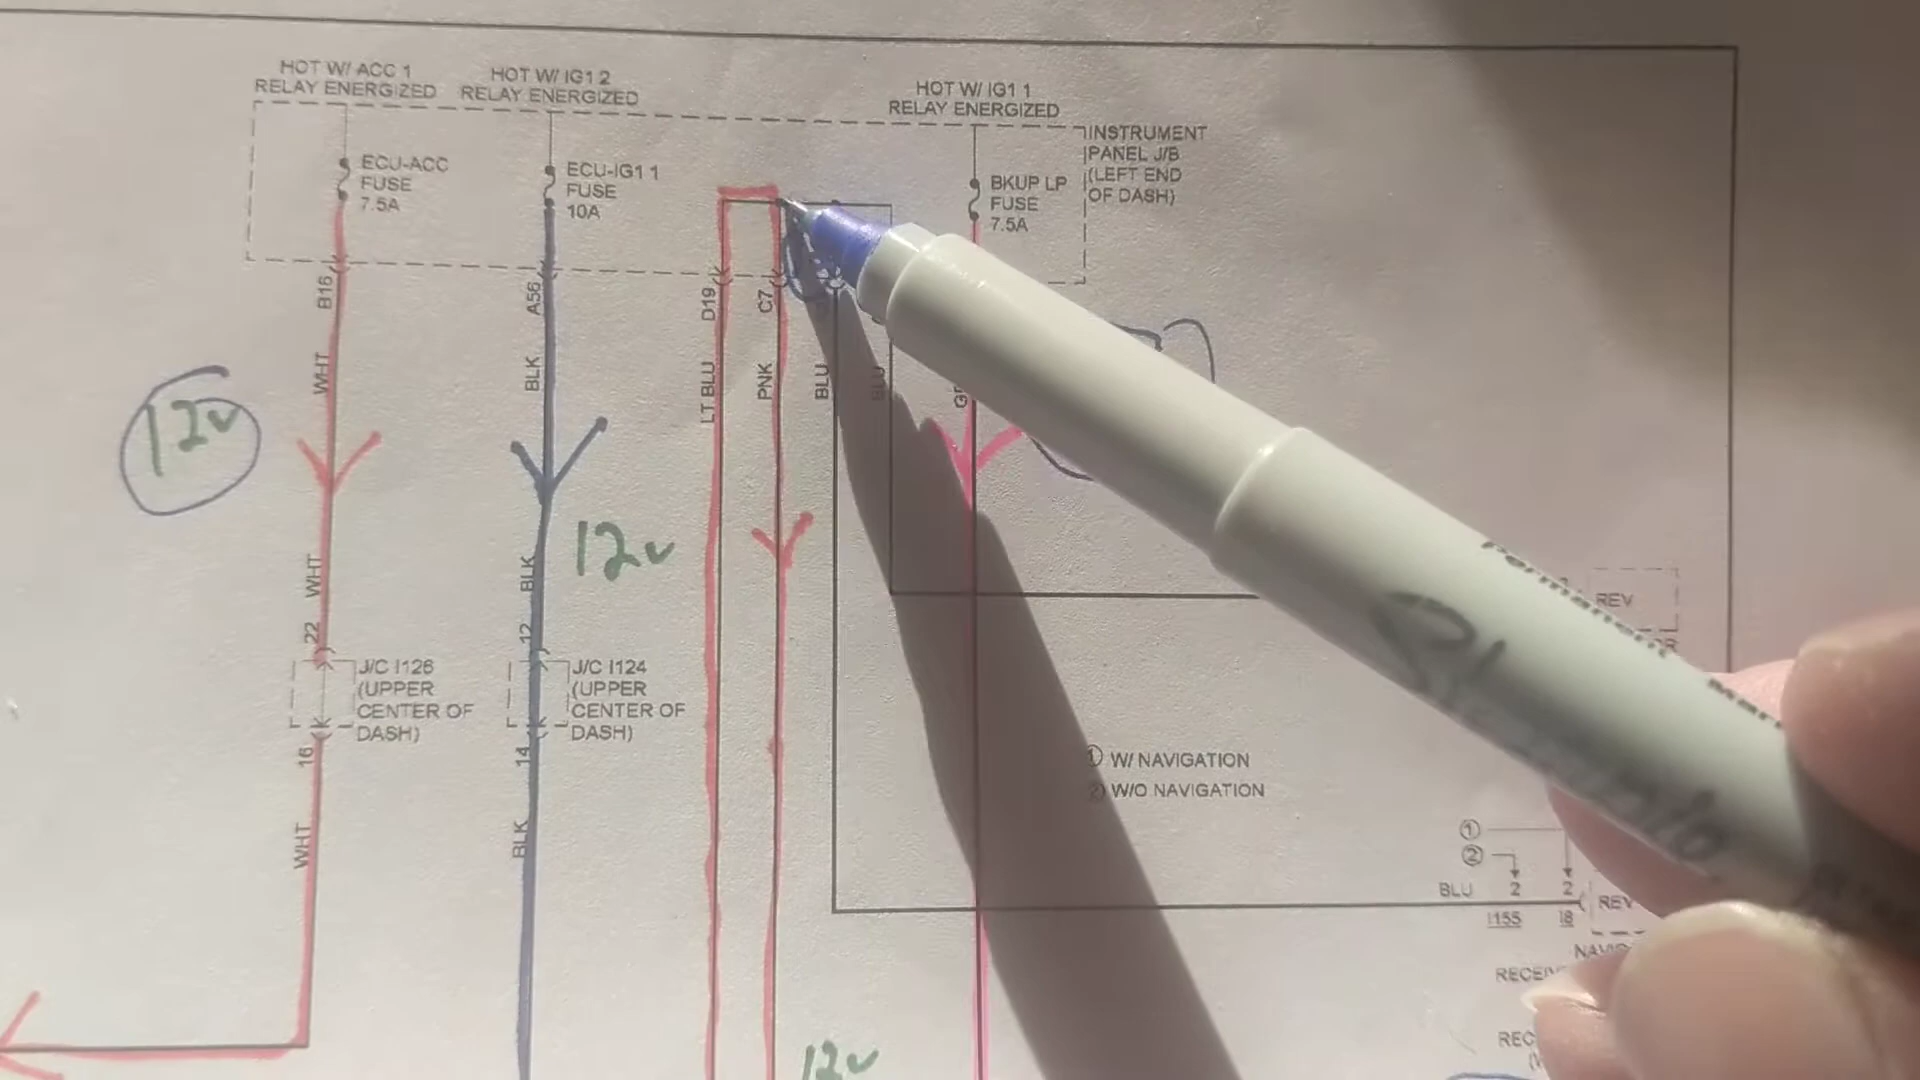 HOT W/ ACC 1
RELAY ENERGIZED
HOT W/ IG1 2
RELAY ENERGIZED
HOT W/ IG1 1
RELAY ENERGIZED
INSTRUMENT
PANEL J/B
(LEFT END
OF DASH)
ECU-ACC
FUSE
7.5A
ECU-IG1 1
FUSE
10A
BKUP LP
FUSE
7.5A
B16
A56
D19
C7
WHT
BLK
LT BLU
PNK
BLU
BLU
12v
12v
WHT
BLK
22
12
J/C I126
(UPPER
CENTER OF
DASH)
J/C I124
(UPPER
CENTER OF
DASH)
16
14
WHT
BLK
REV
1 W/ NAVIGATION
2 W/O NAVIGATION
1
2
BLU 2 2
I155 I8
REV
12v